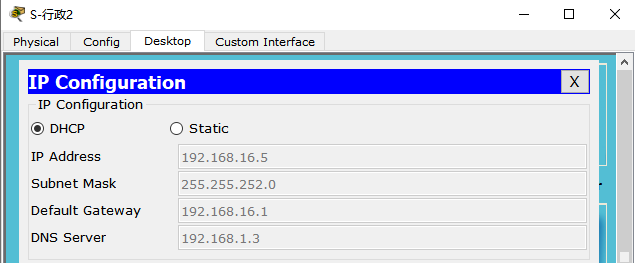 S-行政2
Physical Config Desktop Custom Interface
IP Configuration X
IP Configuration
DHCP Static
IP Address 192.168.16.5
Subnet Mask 255.255.252.0
Default Gateway 192.168.16.1
DNS Server 192.168.1.3